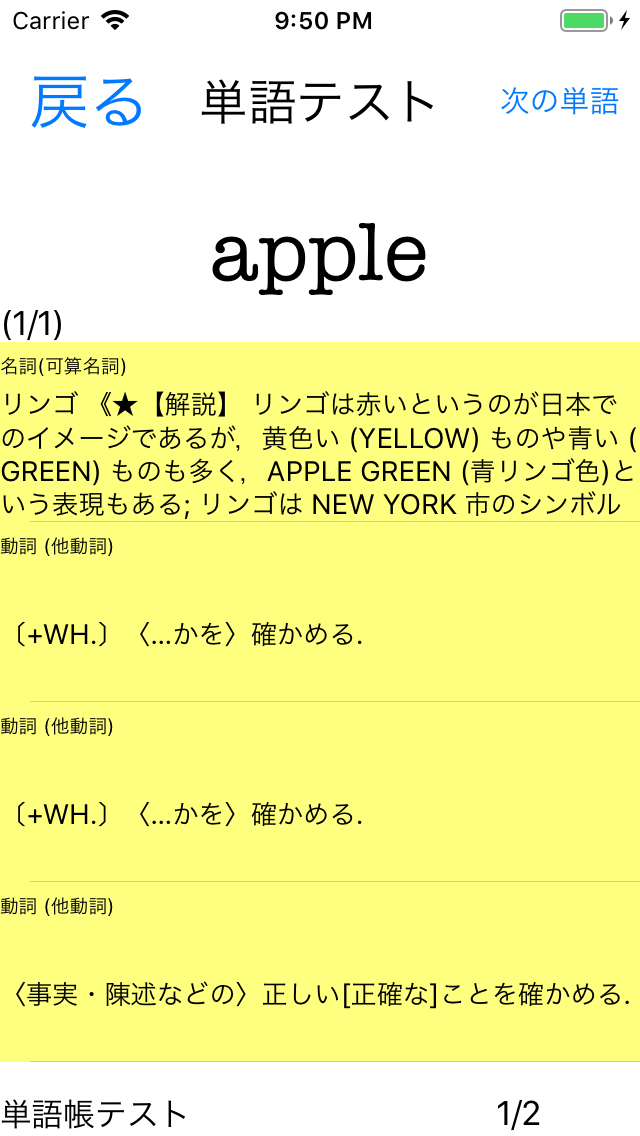 Carrier 9:50 PM
戻る 単語テスト 次の単語
apple
(1/1)
名詞(可算名詞)
リンゴ 《★【解説】 リンゴは赤いというのが日本で
のイメージであるが，黄色い (YELLOW) ものや青い (
GREEN) ものも多く，APPLE GREEN (青リンゴ色)と
いう表現もある; リンゴは NEW YORK 市のシンボル
動詞 (他動詞)
〔+WH.〕〈…かを〉確かめる.
動詞 (他動詞)
〔+WH.〕〈…かを〉確かめる.
動詞 (他動詞)
〈事実・陳述などの〉正しい[正確な]ことを確かめる.
単語帳テスト 1/2